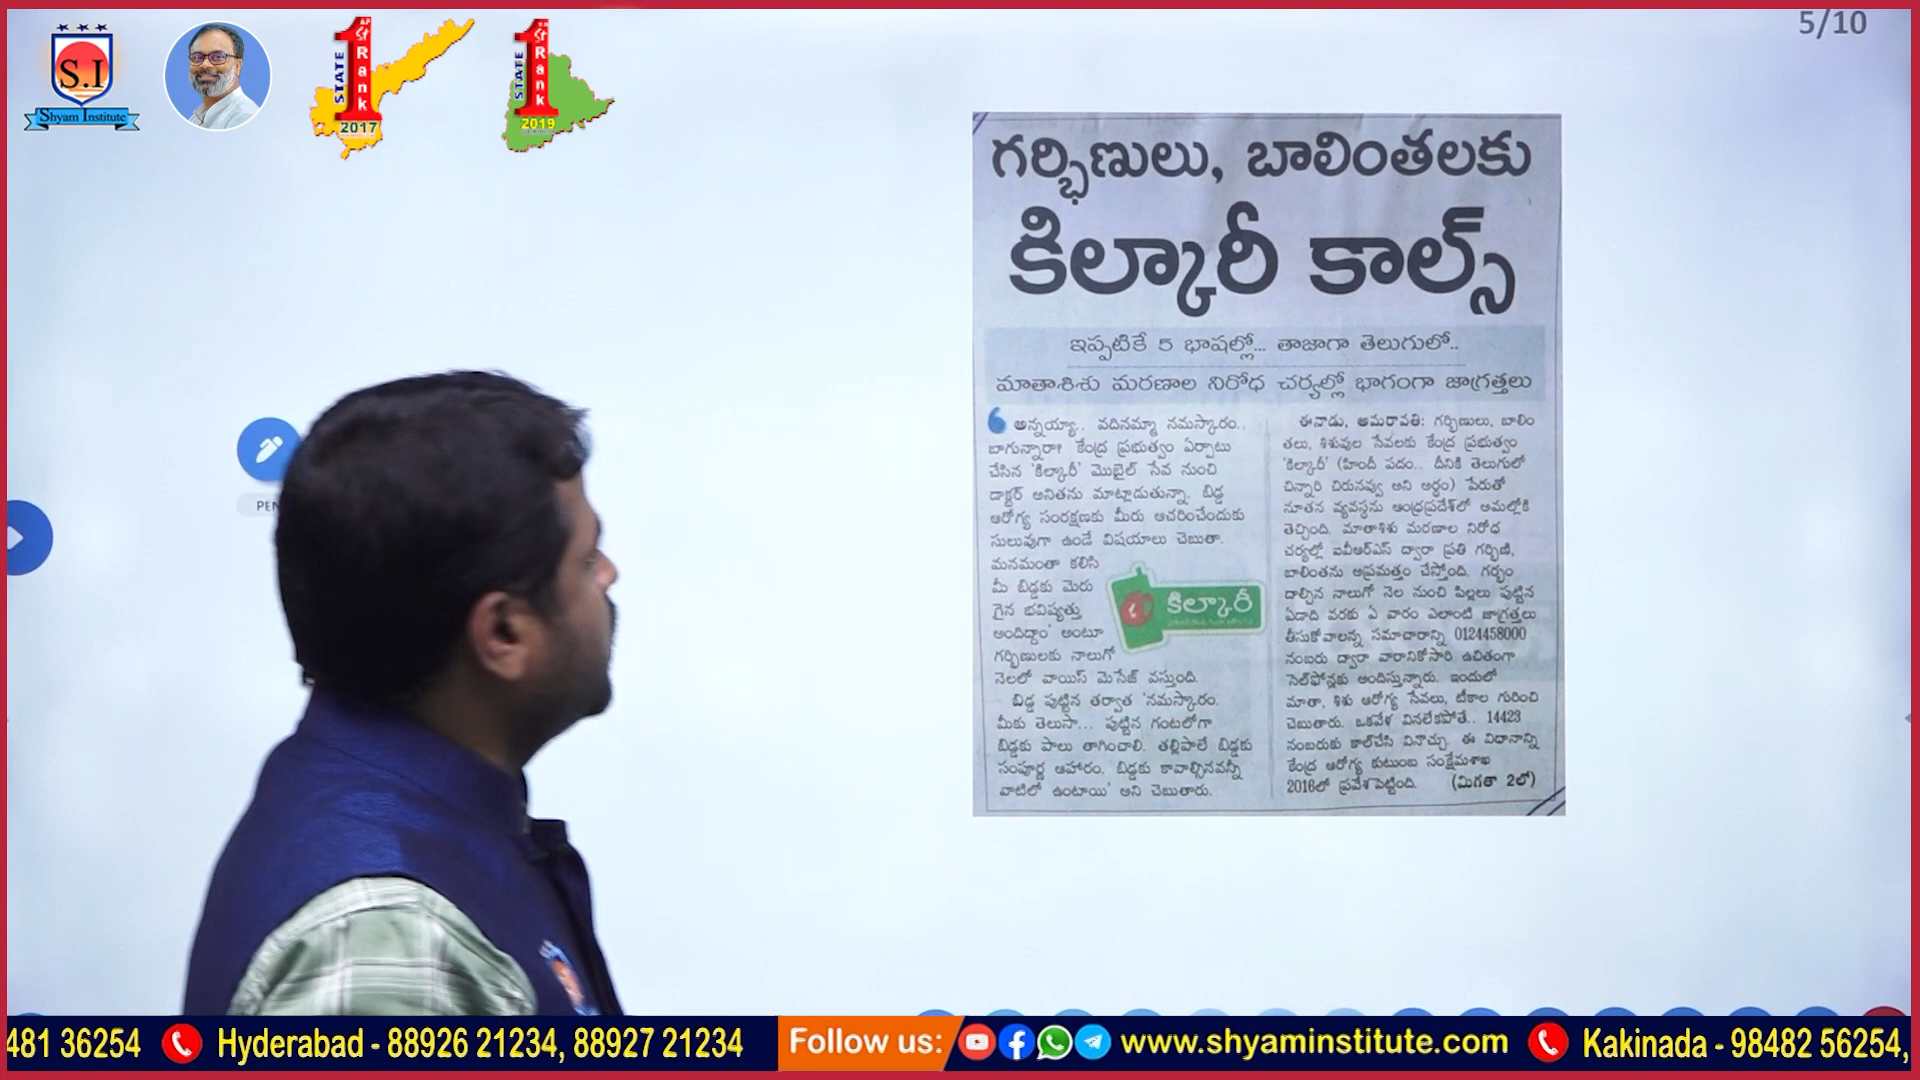 5/10
S.I
Shyam Institute
STATE
1st Rank
2017
STATE
1st Rank
2019
గర్భిణులు, బాలింతలకు
కిల్కారీ కాల్స్
ఇప్పటికే 5 భాషల్లో... తాజాగా తెలుగులో..
మాతాశిశు మరణాల నిరోధ చర్యల్లో భాగంగా జాగ్రత్తలు
అన్నయ్యా.. వదినమ్మా నమస్కారం..
బాగున్నారా? కేంద్ర ప్రభుత్వం ఏర్పాటు
చేసిన 'కిల్కారీ' మొబైల్ సేవ నుంచి
డాక్టర్ అనితను మాట్లాడుతున్నా. బిడ్డ
ఆరోగ్య సంరక్షణకు మీరు ఆచరించేందుకు
సులువుగా ఉండే విషయాలు చెబుతా.
మనమంతా కలిసి
మీ బిడ్డకు మెరు
గైన భవిష్యత్తు
అందిద్దాం' అంటూ
గర్భిణులకు నాలుగో
నెలలో వాయిస్ మెసేజ్ వస్తుంది.
బిడ్డ పుట్టిన తర్వాత 'నమస్కారం.
మీకు తెలుసా... పుట్టిన గంటలోగా
బిడ్డకు పాలు తాగించాలి. తల్లిపాలే బిడ్డకు
సంపూర్ణ ఆహారం. బిడ్డకు కావాల్సినవన్నీ
వాటిలో ఉంటాయి' అని చెబుతారు.
కిల్కారీ
ఈనాడు, అమరావతి: గర్భిణులు, బాలిం
తలు, శిశువుల సేవలకు కేంద్ర ప్రభుత్వం
'కిల్కారీ' (హిందీ పదం.. దీనికి తెలుగులో
చిన్నారి చిరునవ్వు అని అర్థం) పేరుతో
నూతన వ్యవస్థను ఆంధ్రప్రదేశ్‌లో అమల్లోకి
తెచ్చింది. మాతాశిశు మరణాల నిరోధ
చర్యల్లో ఐవీఆర్ఎస్ ద్వారా ప్రతి గర్భిణి,
బాలింతను అప్రమత్తం చేస్తోంది. గర్భం
దాల్చిన నాలుగో నెల నుంచి పిల్లలు పుట్టిన
ఏడాది వరకు ఏ వారం ఎలాంటి జాగ్రత్తలు
తీసుకోవాలన్న సమాచారాన్ని 0124458000
నంబరు ద్వారా వారానికోసారి ఉచితంగా
సెల్‌ఫోన్లకు అందిస్తున్నారు. ఇందులో
మాతా, శిశు ఆరోగ్య సేవలు, టీకాల గురించి
చెబుతారు. ఒకవేళ వినలేకపోతే.. 14423
నంబరుకు కాల్‌చేసి వినొచ్చు. ఈ విధానాన్ని
కేంద్ర ఆరోగ్య కుటుంబ సంక్షేమశాఖ
2016లో ప్రవేశపెట్టింది. (మిగతా 2లో)
PEN
481 36254 Hyderabad - 88926 21234, 88927 21234 Follow us: www.shyaminstitute.com Kakinada - 98482 56254,